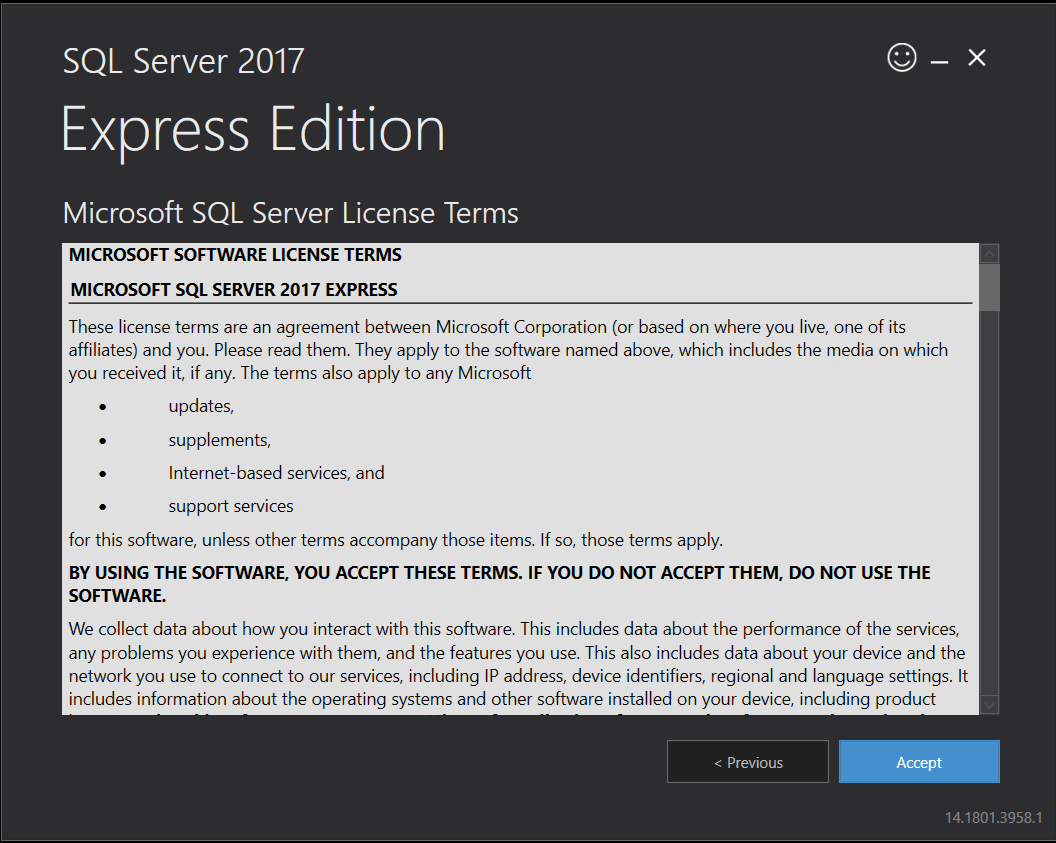 SQL Server 2017
Express Edition
Microsoft SQL Server License Terms
MICROSOFT SOFTWARE LICENSE TERMS
MICROSOFT SQL SERVER 2017 EXPRESS
These license terms are an agreement between Microsoft Corporation (or based on where you live, one of its
affiliates) and you. Please read them. They apply to the software named above, which includes the media on which
you received it, if any. The terms also apply to any Microsoft
• updates,
• supplements,
• Internet-based services, and
• support services
for this software, unless other terms accompany those items. If so, those terms apply.
BY USING THE SOFTWARE, YOU ACCEPT THESE TERMS. IF YOU DO NOT ACCEPT THEM, DO NOT USE THE
SOFTWARE.
We collect data about how you interact with this software. This includes data about the performance of the services,
any problems you experience with them, and the features you use. This also includes data about your device and the
network you use to connect to our services, including IP address, device identifiers, regional and language settings. It
includes information about the operating systems and other software installed on your device, including product
< Previous
Accept
14.1801.3958.1